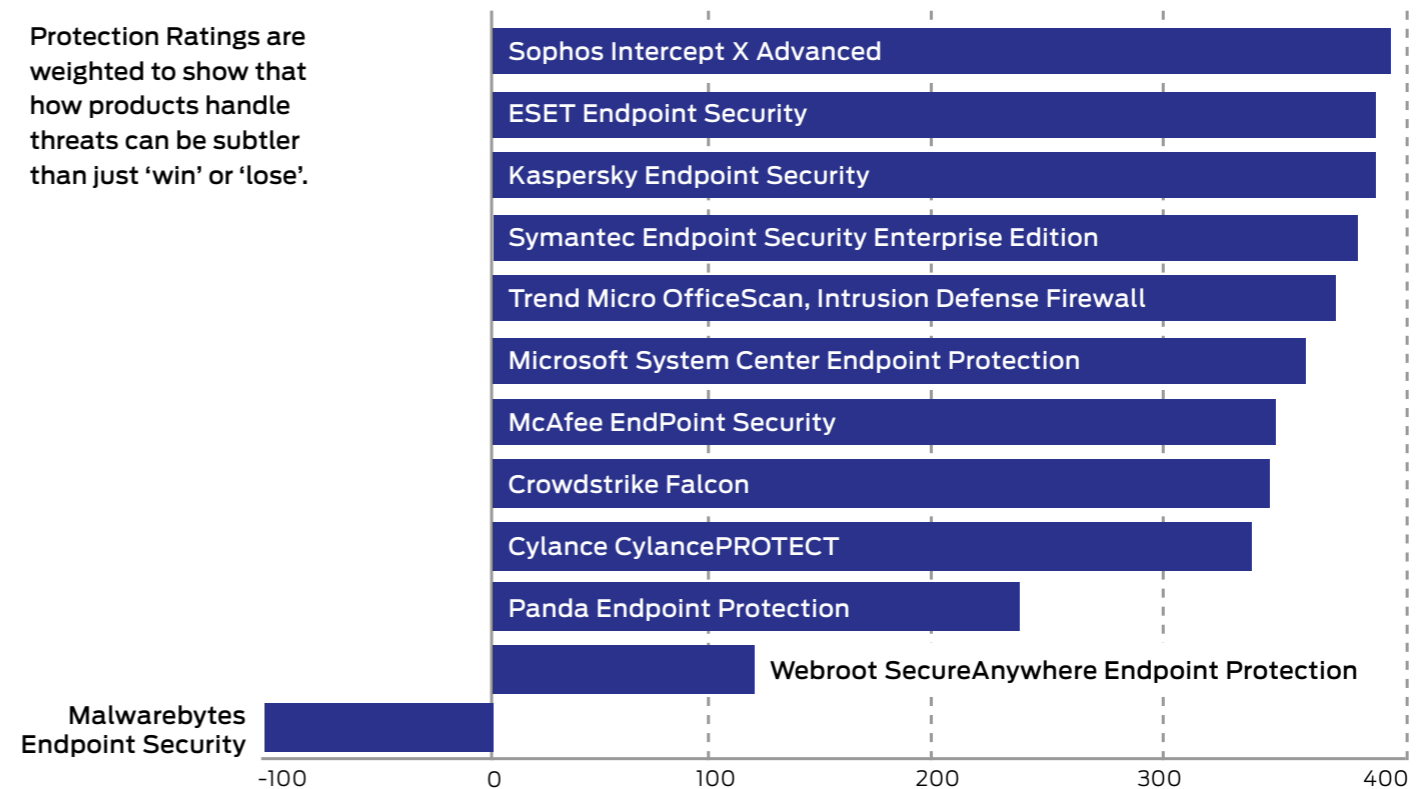 Protection Ratings are
weighted to show that
how products handle
threats can be subtler
than just ‘win’ or ‘lose’.
Sophos Intercept X Advanced
ESET Endpoint Security
Kaspersky Endpoint Security
Symantec Endpoint Security Enterprise Edition
Trend Micro OfficeScan, Intrusion Defense Firewall
Microsoft System Center Endpoint Protection
McAfee EndPoint Security
Crowdstrike Falcon
Cylance CylancePROTECT
Panda Endpoint Protection
Webroot SecureAnywhere Endpoint Protection
Malwarebytes
Endpoint Security
-100 0 100 200 300 400